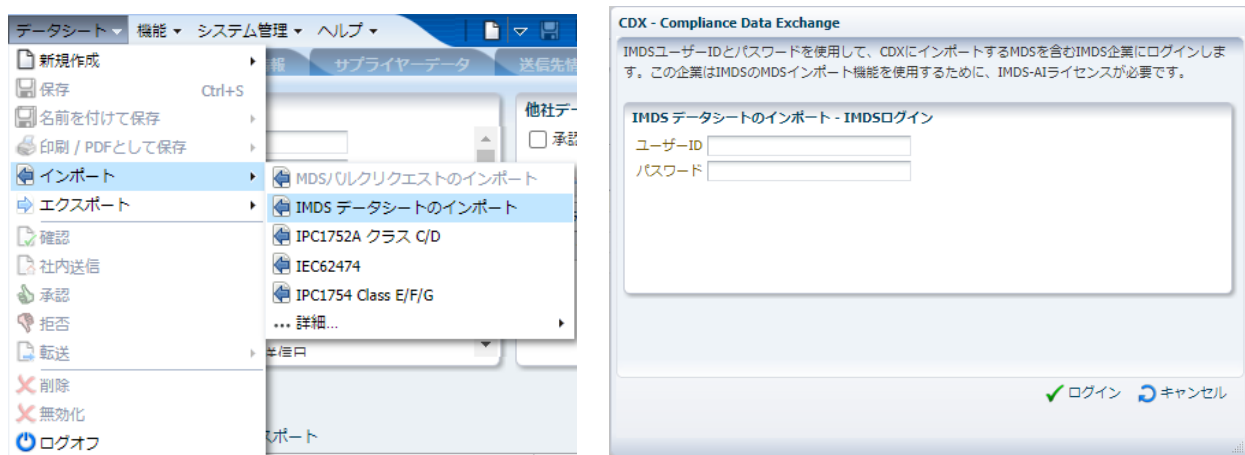 データシート 機能 システム管理 ヘルプ
新規作成
保存 Ctrl+S
名前を付けて保存
印刷 / PDFとして保存
インポート
エクスポート
確認
社内送信
承認
拒否
転送
削除
無効化
ログオフ
報 サプライヤーデータ 送信先情
他社デー
承認
MDSバルクリクエストのインポート
IMDS データシートのインポート
IPC1752A クラス C/D
IEC62474
IPC1754 Class E/F/G
... 詳細...
スポート
CDX - Compliance Data Exchange
IMDSユーザーIDとパスワードを使用して、CDXにインポートするMDSを含むIMDS企業にログインしま
す。この企業はIMDSのMDSインポート機能を使用するために、IMDS-AIライセンスが必要です。
IMDS データシートのインポート - IMDSログイン
ユーザーID
パスワード
ログイン キャンセル